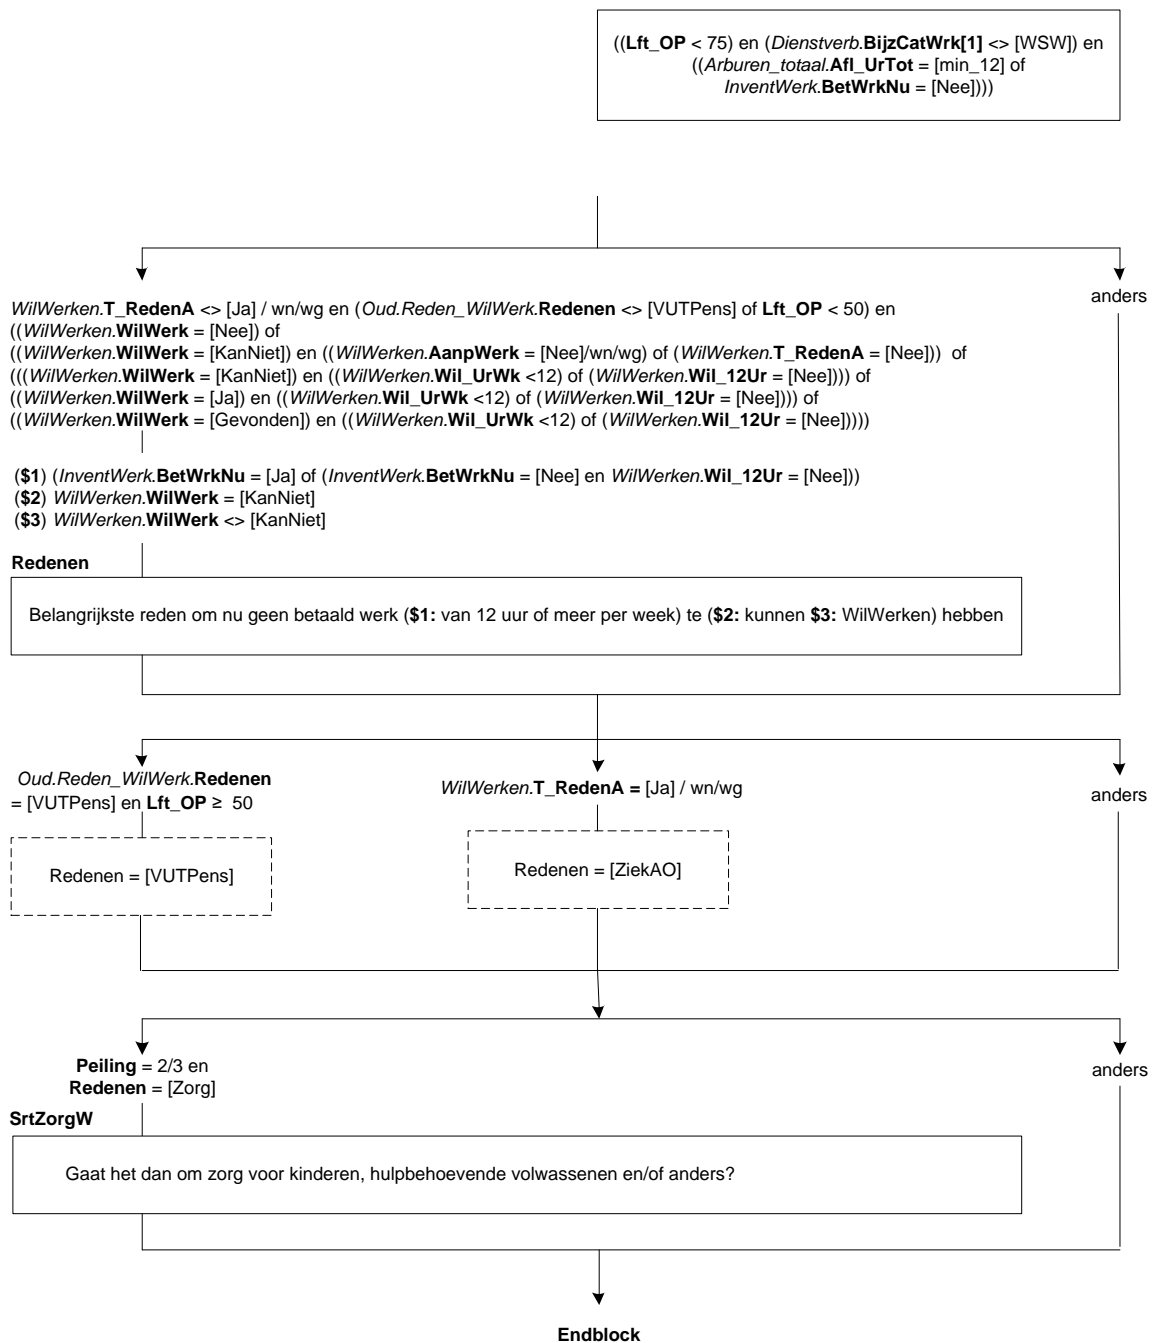 ((Lft_OP < 75) en (Dienstverb.BijzCatWrk[1] <> [WSW]) en
((Arburen_totaal.Afl_UrTot = [min_12] of
InventWerk.BetWrkNu = [Nee])))
WilWerken.T_RedenA <> [Ja] / wn/wg en (Oud.Reden_WilWerk.Redenen <> [VUTPens] of Lft_OP < 50) en
((WilWerken.WilWerk = [Nee]) of
((WilWerken.WilWerk = [KanNiet]) en ((WilWerken.AanpWerk = [Nee]/wn/wg) of (WilWerken.T_RedenA = [Nee])) of
(((WilWerken.WilWerk = [KanNiet]) en ((WilWerken.Wil_UrWk <12) of (WilWerken.Wil_12Ur = [Nee]))) of
((WilWerken.WilWerk = [Ja]) en ((WilWerken.Wil_UrWk <12) of (WilWerken.Wil_12Ur = [Nee]))) of
((WilWerken.WilWerk = [Gevonden]) en ((WilWerken.Wil_UrWk <12) of (WilWerken.Wil_12Ur = [Nee]))))) 
anders
($1) (InventWerk.BetWrkNu = [Ja] of (InventWerk.BetWrkNu = [Nee] en WilWerken.Wil_12Ur = [Nee]))
($2) WilWerken.WilWerk = [KanNiet]
($3) WilWerken.WilWerk <> [KanNiet]
Redenen
Belangrijkste reden om nu geen betaald werk ($1: van 12 uur of meer per week) te ($2: kunnen $3: WilWerken) hebben
Oud.Reden_WilWerk.Redenen
= [VUTPens] en Lft_OP ≥ 50
WilWerken.T_RedenA = [Ja] / wn/wg
anders
Redenen = [VUTPens]
Redenen = [ZiekAO]
Peiling = 2/3 en
Redenen = [Zorg]
anders
SrtZorgW
Gaat het dan om zorg voor kinderen, hulpbehoevende volwassenen en/of anders?
Endblock